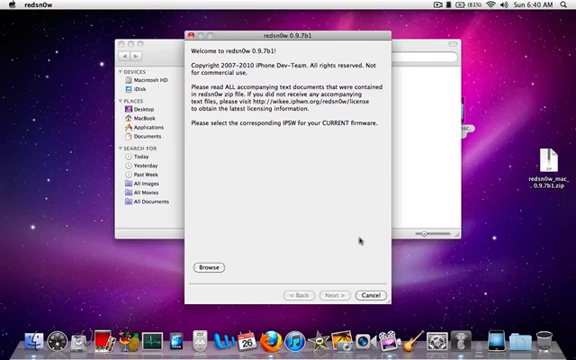 redsn0w
(81%)
Sun 6:40 AM
redsn0w 0.9.7b1
Welcome to redsn0w 0.9.7b1!
Copyright 2007-2010 iPhone Dev-Team. All rights reserved. Not
for commercial use.
Please read ALL accompanying text documents that were contained
in redsn0w zip file. If you did not receive any accompanying
text files, please visit http://wikee.iphwn.org/redsn0w/license
to obtain the latest licensing information.
Please select the corresponding IPSW for your CURRENT firmware.
Browse
< Back
Next >
Cancel
DEVICES
Macintosh HD
iDisk
PLACES
Desktop
MacBook
Applications
Documents
SEARCH FOR
Today
Yesterday
Past Week
All Images
All Movies
All Documents
redsn0w_mac_
0.9.7b1.zip
26